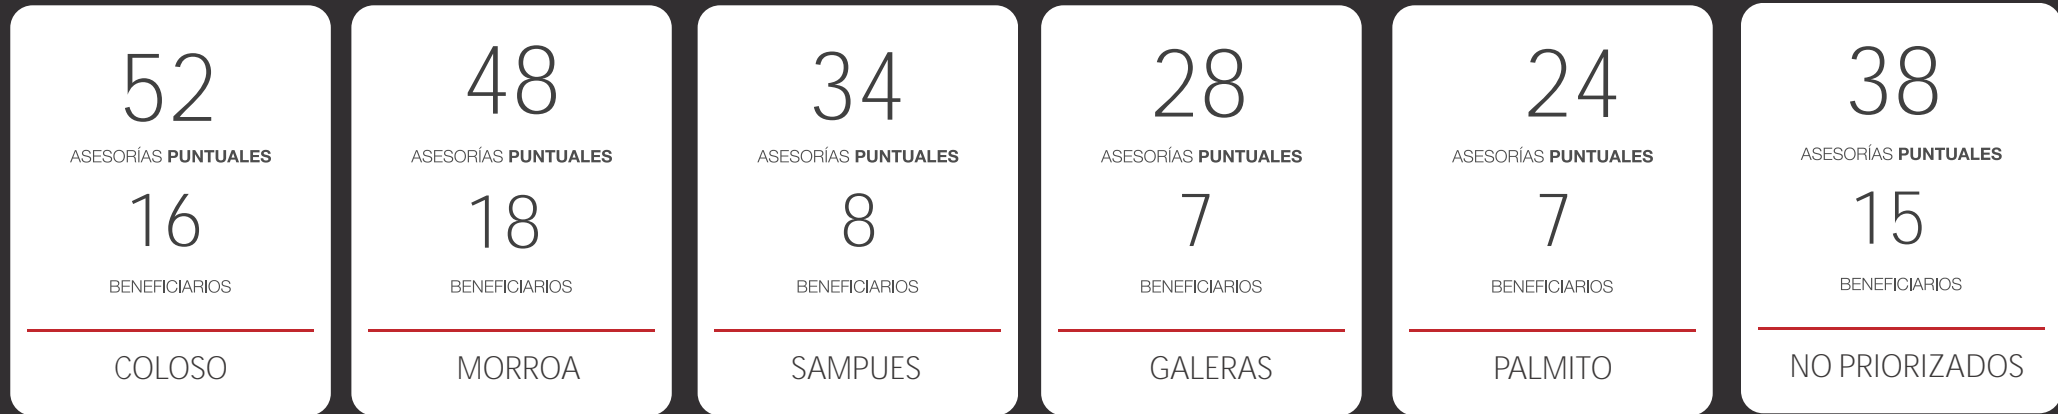 52
ASESORÍAS PUNTUALES
16
BENEFICIARIOS
COLOSO
48
ASESORÍAS PUNTUALES
18
BENEFICIARIOS
MORROA
34
ASESORÍAS PUNTUALES
8
BENEFICIARIOS
SAMPUES
28
ASESORÍAS PUNTUALES
7
BENEFICIARIOS
GALERAS
24
ASESORÍAS PUNTUALES
7
BENEFICIARIOS
PALMITO
38
ASESORÍAS PUNTUALES
15
BENEFICIARIOS
NO PRIORIZADOS